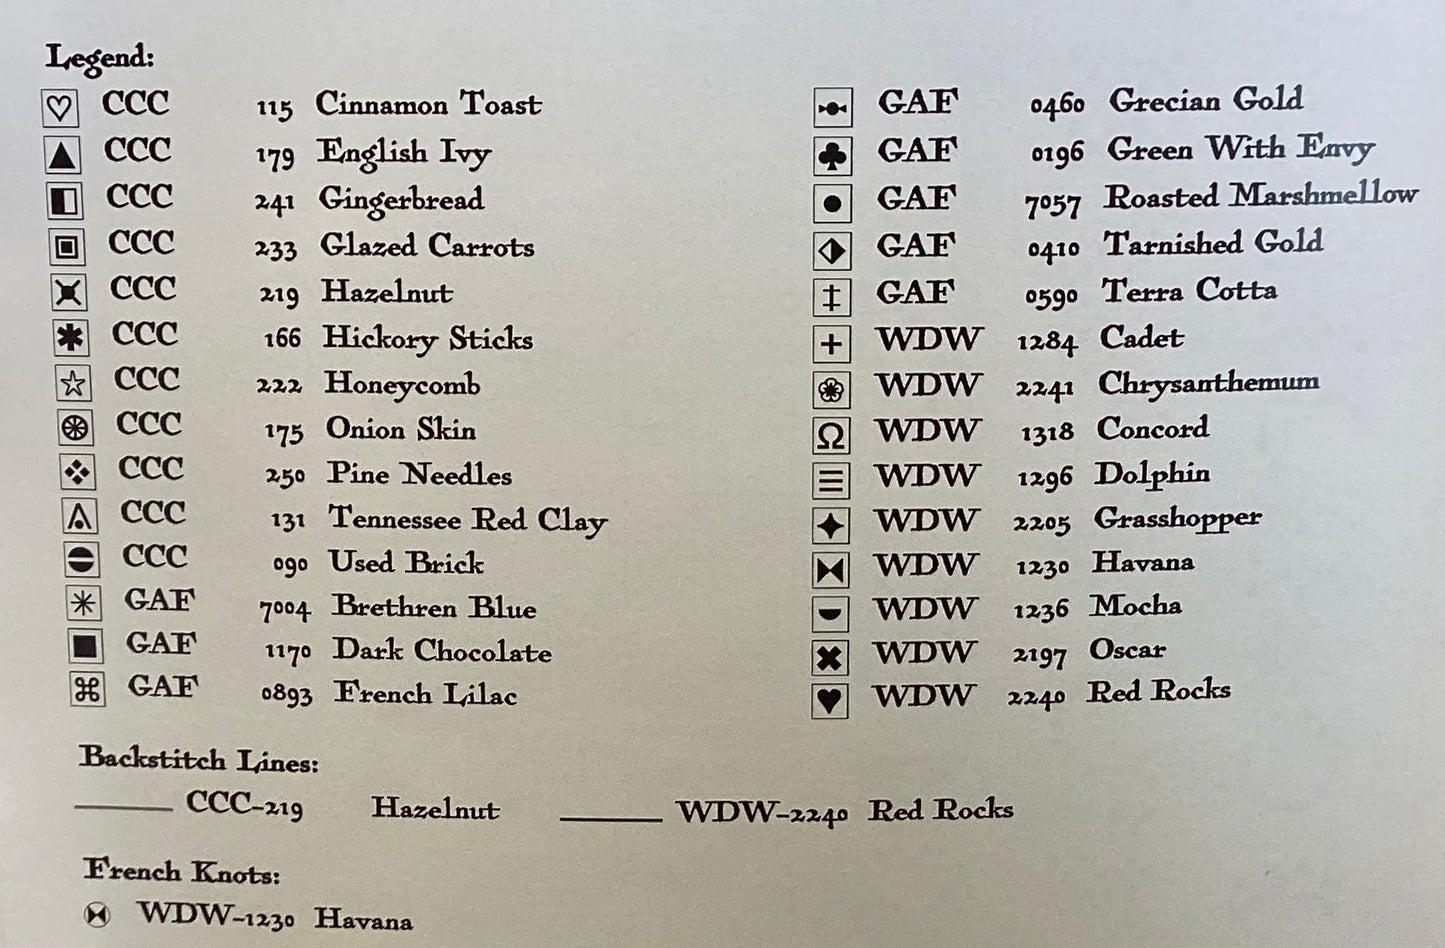 Legend:
CCC 115 Cinnamon Toast
CCC 179 English Ivy
CCC 241 Gingerbread
CCC 233 Glazed Carrots
CCC 219 Hazelnut
CCC 166 Hickory Sticks
CCC 222 Honeycomb
CCC 175 Onion Skin
CCC 250 Pine Needles
CCC 131 Tennessee Red Clay
CCC 090 Used Brick
GAF 7004 Brethren Blue
GAF 1170 Dark Chocolate
GAF 0893 French Lilac
GAF 0460 Grecian Gold
GAF 0196 Green With Envy
GAF 7057 Roasted Marshmellow
GAF 0410 Tarnished Gold
GAF 0590 Terra Cotta
WDW 1284 Cadet
WDW 2241 Chrysanthemum
WDW 1318 Concord
WDW 1296 Dolphin
WDW 2205 Grasshopper
WDW 1230 Havana
WDW 1236 Mocha
WDW 2197 Oscar
WDW 2240 Red Rocks
Backstitch Lines:
CCC-219 Hazelnut WDW-2240 Red Rocks
French Knots:
WDW-1230 Havana